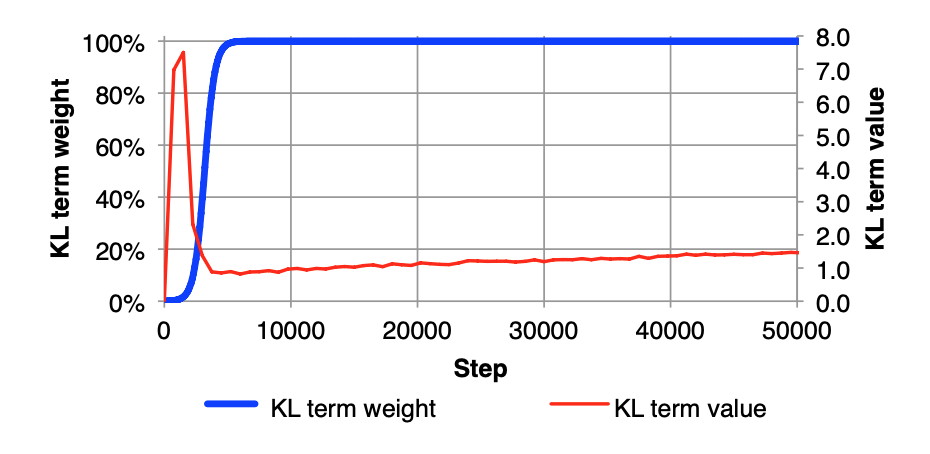 100% 8.0
7.0
80%
6.0
60% 5.0
4.0
40% 3.0
20% 2.0
1.0
0% 0.0
KL term weight
KL term value
0 10000 20000 30000 40000 50000
Step
KL term weight KL term value